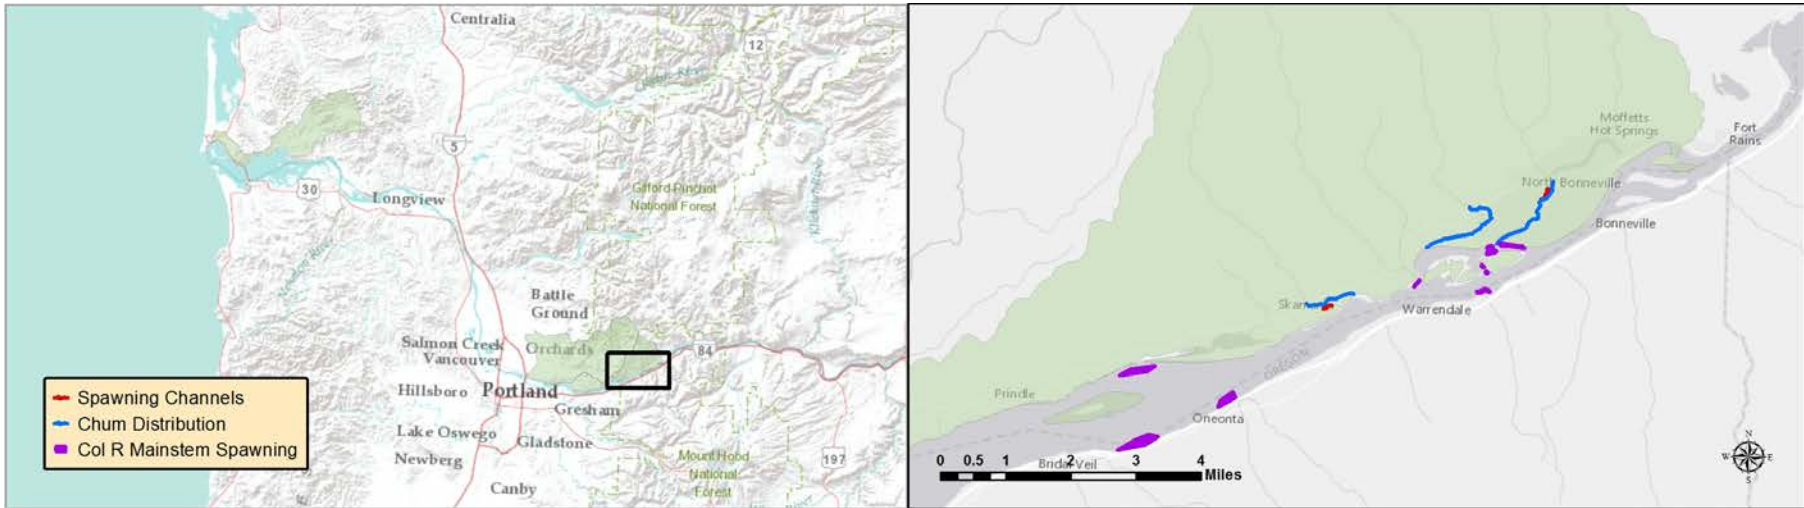 Centralia
12
5
30
Longview
Gifford Pinchot
National Forest
Battle
Ground
Salmon Creek
Vancouver
Orchards
84
Hillsboro
Portland
Gresham
Lake Oswego
Gladstone
Newberg
Mount Hood
National
Forest
197
Canby
Spawning Channels
Chum Distribution
Col R Mainstem Spawning
Moffetts
Hot Springs
Fort
Rains
North Bonneville
Bonneville
Warrendale
OREGON
Prindle
Oneonta
Bridal Veil
0 0.5 1 2 3 4
Miles
N
W E
S